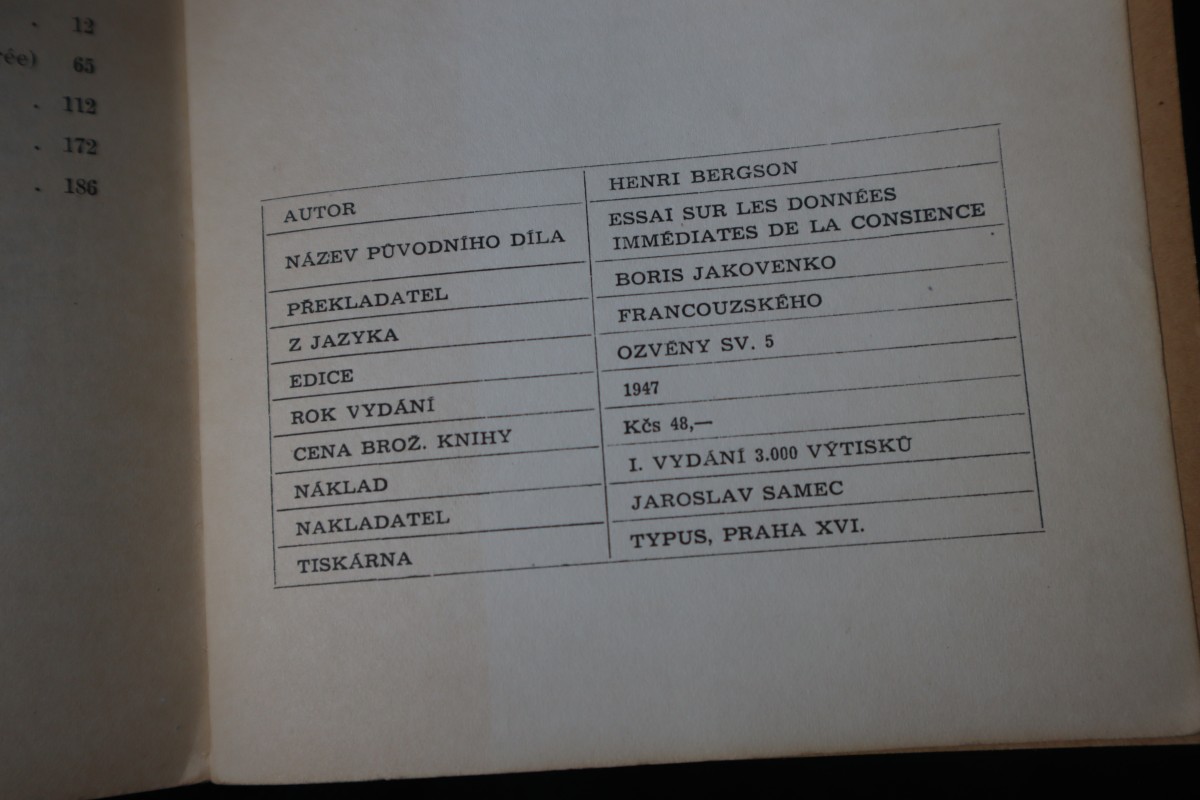 . 12
rée) 65
. 112
. 172
. 186
AUTOR HENRI BERGSON
NÁZEV PŮVODNÍHO DÍLA ESSAI SUR LES DONNÉES
IMMÉDIATES DE LA CONSIENCE
PŘEKLADATEL BORIS JAKOVENKO
Z JAZYKA FRANCOUZSKÉHO
EDICE OZVĚNY SV. 5
ROK VYDÁNÍ 1947
CENA BROŽ. KNIHY Kčs 48,—
NÁKLAD I. VYDÁNÍ 3.000 VÝTISKŮ
NAKLADATEL JAROSLAV SAMEC
TISKÁRNA TYPUS, PRAHA XVI.